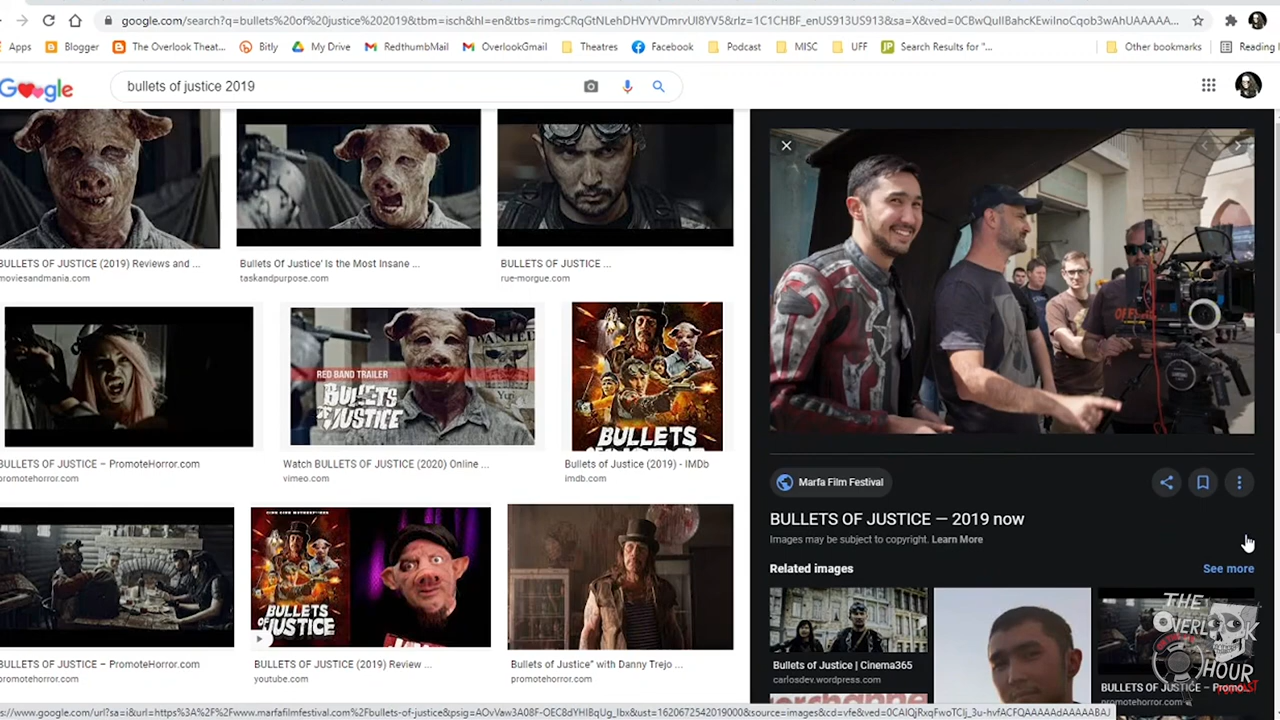 google.com/search?q=bullets%20of%20justice%202019&tbm=isch&hl=en&tbs=rimg:CRqGtNLehDHVYVDmrvUI8YV5&rlz=1C1CHBF_enUS913US913&sa=X&ved=0CBwQuIIBahcKEwiInoCqob3wAhUAAAAA...
Apps Blogger The Overlook Theat... Bitly My Drive RedthumbMail OverlookGmail Theatres Facebook Podcast MISC UFF JP Search Results for "... Other bookmarks Reading
Google bullets of justice 2019
BULLETS OF JUSTICE (2019) Reviews and ...
moviesandmania.com
Bullets Of Justice' Is the Most Insane ...
taskandpurpose.com
BULLETS OF JUSTICE ...
rue-morgue.com
RED BAND TRAILER
BULLETS
OF JUSTICE
WANTED
Yuri
BULLETS
BULLETS OF JUSTICE – PromoteHorror.com
promotehorror.com
Watch BULLETS OF JUSTICE (2020) Online ...
vimeo.com
Bullets of Justice (2019) - IMDb
imdb.com
BULLETS
OF JUSTICE
BULLETS OF JUSTICE – PromoteHorror.com
promotehorror.com
BULLETS OF JUSTICE (2019) Review ...
youtube.com
Bullets of Justice" with Danny Trejo ...
promotehorror.com
Marfa Film Festival
BULLETS OF JUSTICE — 2019 now
Images may be subject to copyright. Learn More
Related images
See more
Bullets of Justice | Cinema365
carlosdev.wordpress.com
BULLETS OF JUSTICE – Promo
promotehorror.com
THE
OVERLOOK
HOUR
PODCAST